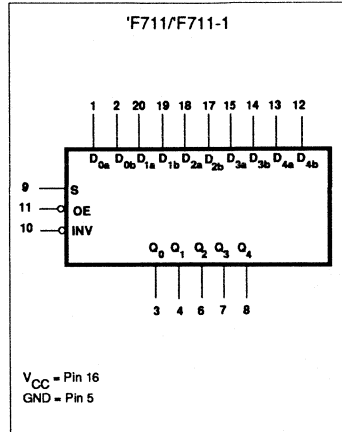 'F711/'F711-1
1 2 20 19 18 17 15 14 13 12
D0a D0b D1a D1b D2a D2b D3a D3b D4a D4b
9 S
11 OE
10 INV
Q0 Q1 Q2 Q3 Q4
3 4 6 7 8
VCC = Pin 16
GND = Pin 5